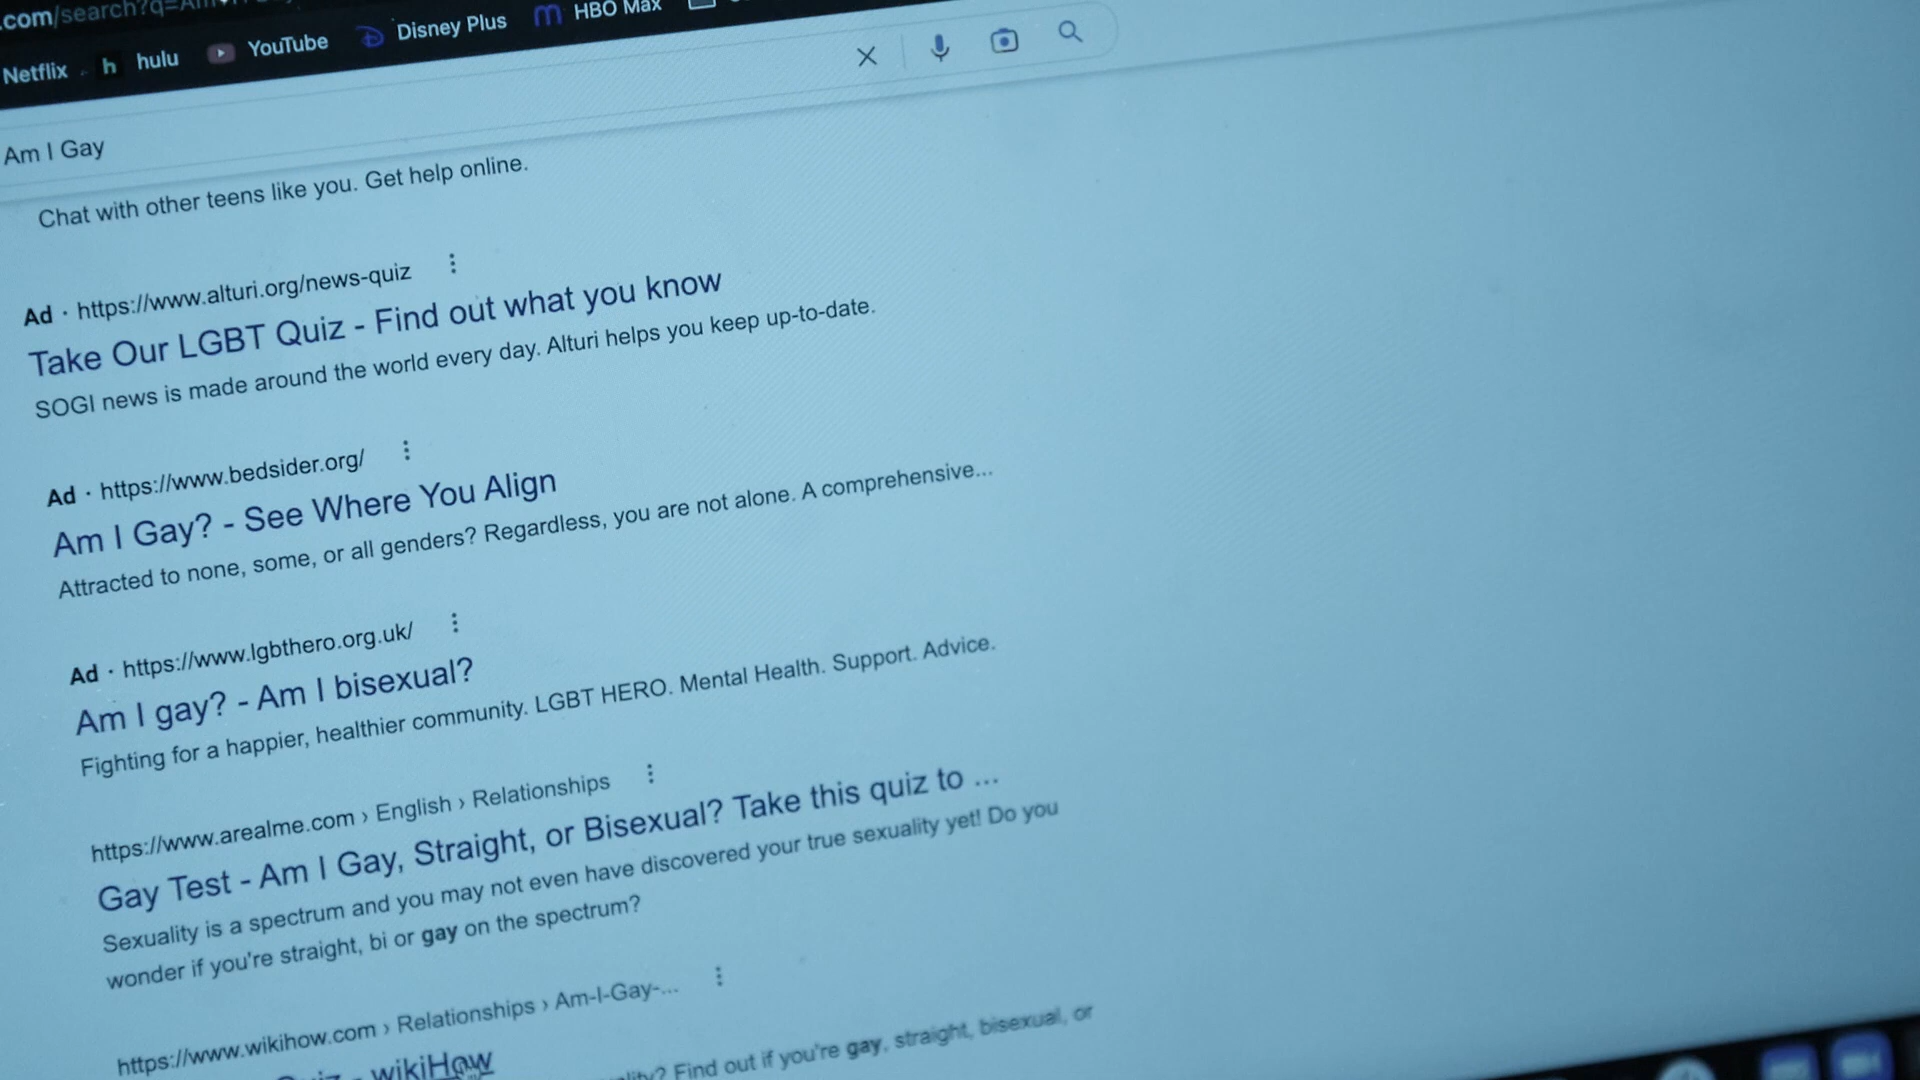 .com/search?q=Am
Netflix hulu YouTube Disney Plus HBO Max
Am I Gay
Chat with other teens like you. Get help online.
Ad · https://www.alturi.org/news-quiz
Take Our LGBT Quiz - Find out what you know
SOGI news is made around the world every day. Alturi helps you keep up-to-date.
Ad · https://www.bedsider.org/
Am I Gay? - See Where You Align
Attracted to none, some, or all genders? Regardless, you are not alone. A comprehensive...
Ad · https://www.lgbthero.org.uk/
Am I gay? - Am I bisexual?
Fighting for a happier, healthier community. LGBT HERO. Mental Health. Support. Advice.
https://www.arealme.com › English › Relationships
Gay Test - Am I Gay, Straight, or Bisexual? Take this quiz to ...
Sexuality is a spectrum and you may not even have discovered your true sexuality yet! Do you
wonder if you're straight, bi or gay on the spectrum?
https://www.wikihow.com › Relationships › Am-I-Gay-...
Quiz - wikiHow
Find out if you're gay, straight, bisexual, or